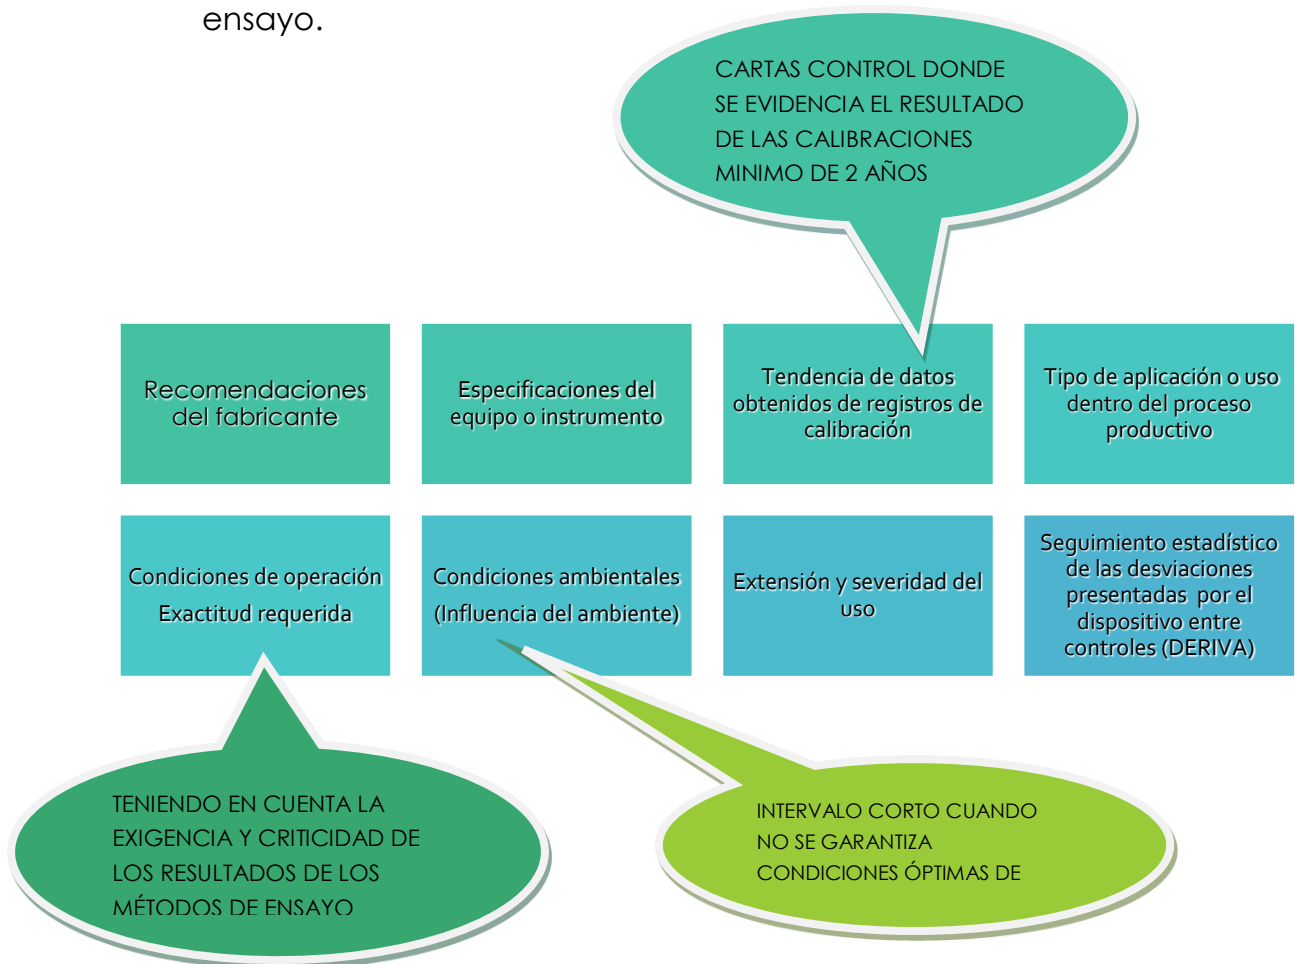 ensayo.
CARTAS CONTROL DONDE
SE EVIDENCIA EL RESULTADO
DE LAS CALIBRACIONES
MINIMO DE 2 AÑOS
Recomendaciones
del fabricante
Especificaciones del
equipo o instrumento
Tendencia de datos
obtenidos de registros de
calibración
Tipo de aplicación o uso
dentro del proceso
productivo
Condiciones de operación
Exactitud requerida
Condiciones ambientales
(Influencia del ambiente)
Extensión y severidad del
uso
Seguimiento estadístico
de las desviaciones
presentadas por el
dispositivo entre
controles (DERIVA)
TENIENDO EN CUENTA LA
EXIGENCIA Y CRITICIDAD DE
LOS RESULTADOS DE LOS
MÉTODOS DE ENSAYO
INTERVALO CORTO CUANDO
NO SE GARANTIZA
CONDICIONES ÓPTIMAS DE